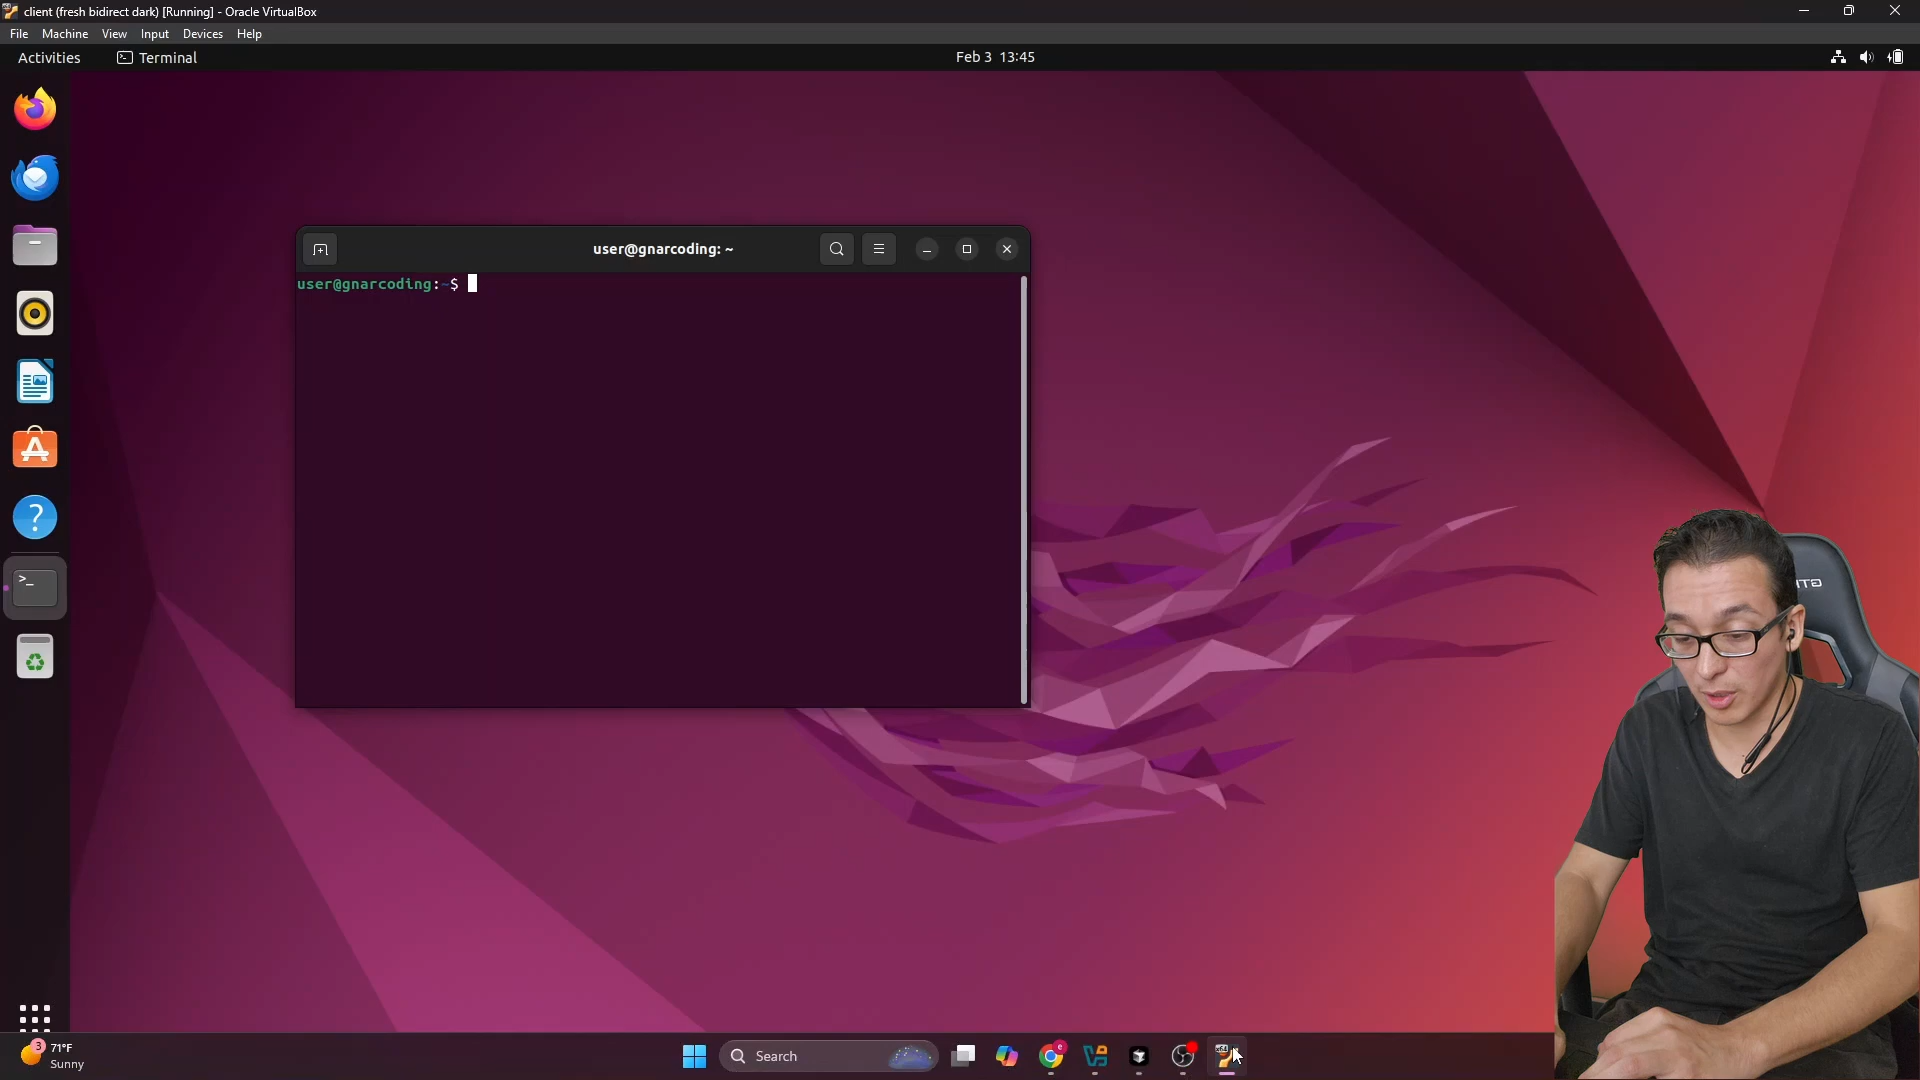 client (fresh bidirect dark) [Running] - Oracle VirtualBox
File Machine View Input Devices Help
Activities Terminal Feb 3 13:45
user@gnarcoding: ~
user@gnarcoding:~$
>_
?
3
71°F
Sunny
Search
e